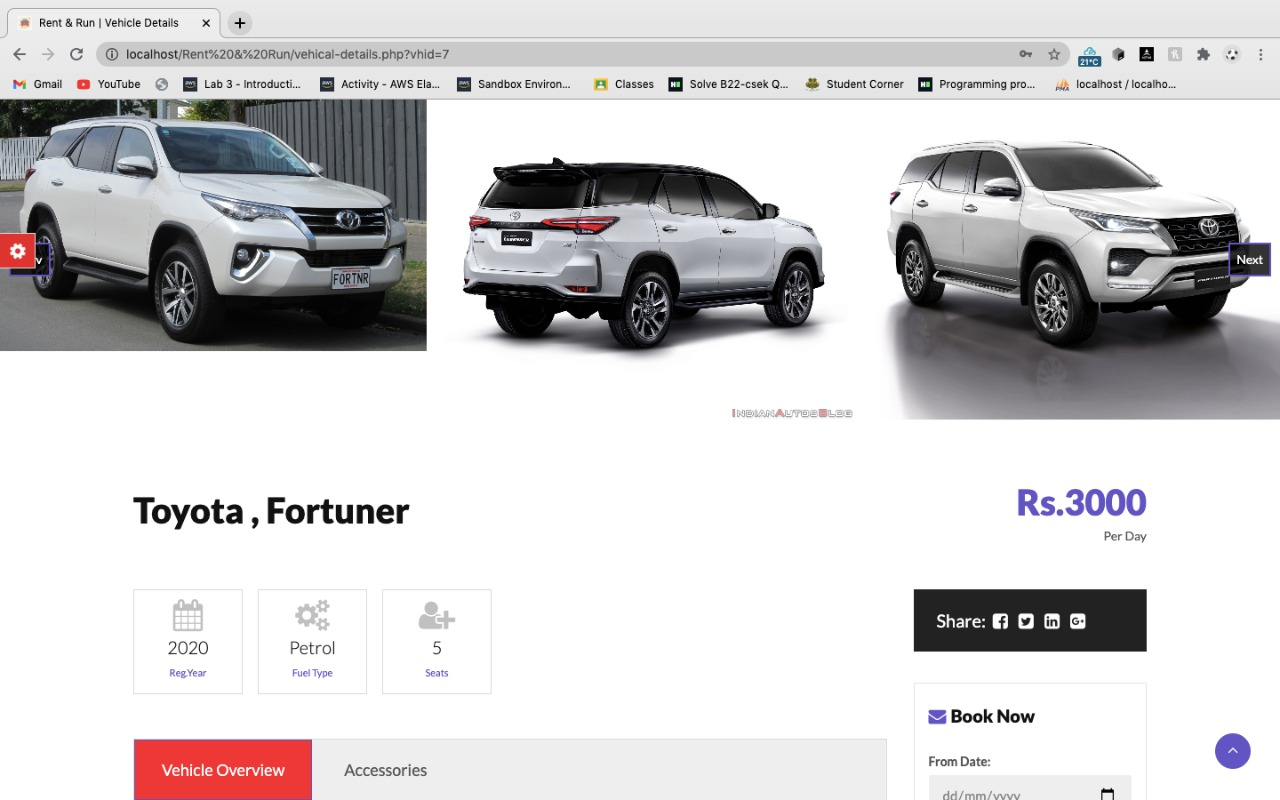 Rent & Run | Vehicle Details
localhost/Rent%20&%20Run/vehical-details.php?vhid=7
21°C
Gmail
YouTube
Lab 3 - Introducti...
Activity - AWS Ela...
Sandbox Environ...
Classes
Solve B22-csek Q...
Student Corner
Programming pro...
localhost / localho...
FORTNR
v
Next
INDIANAUTOSBLOG
Toyota , Fortuner
Rs.3000
Per Day
2020
Reg.Year
Petrol
Fuel Type
5
Seats
Share:
Book Now
From Date:
dd/mm/yyyy
Vehicle Overview
Accessories